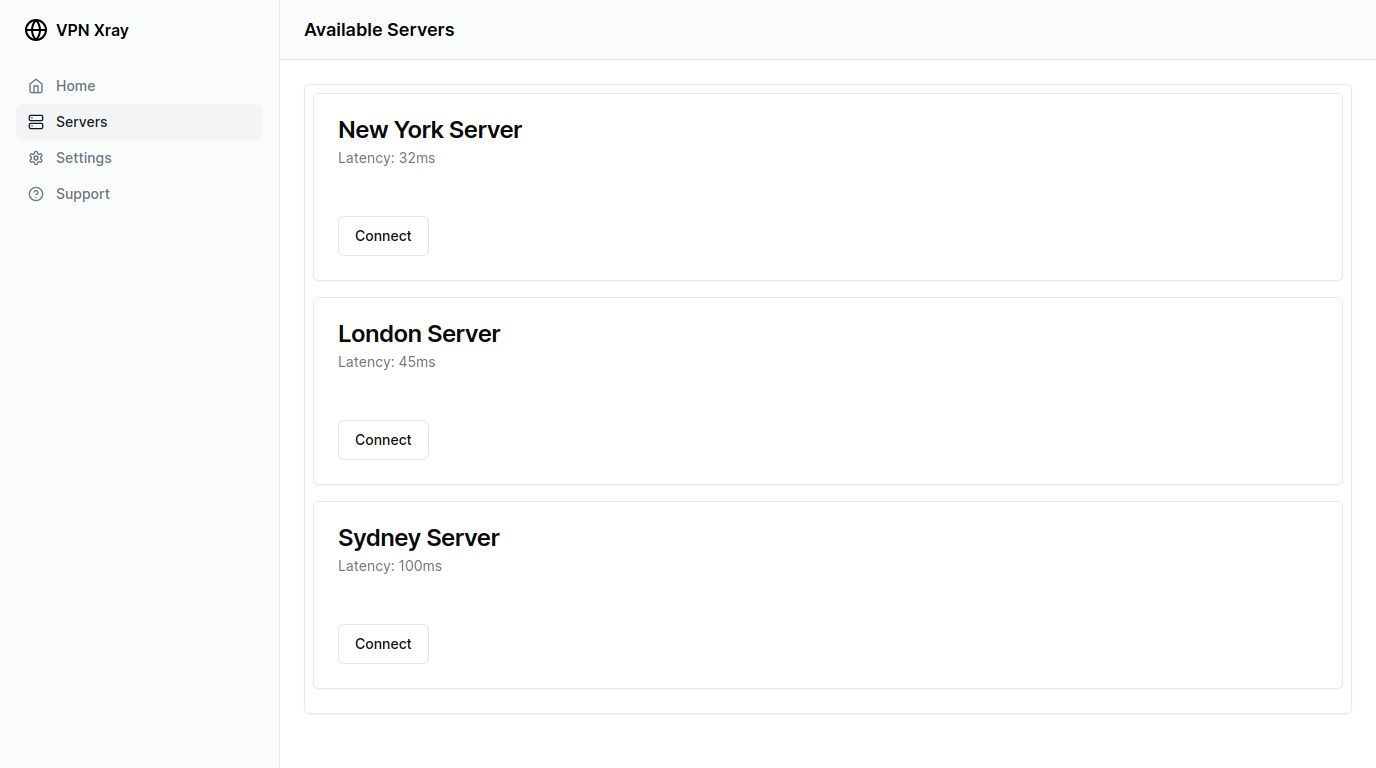 VPN Xray
Available Servers
Home
Servers
Settings
Support
New York Server
Latency: 32ms
Connect
London Server
Latency: 45ms
Connect
Sydney Server
Latency: 100ms
Connect